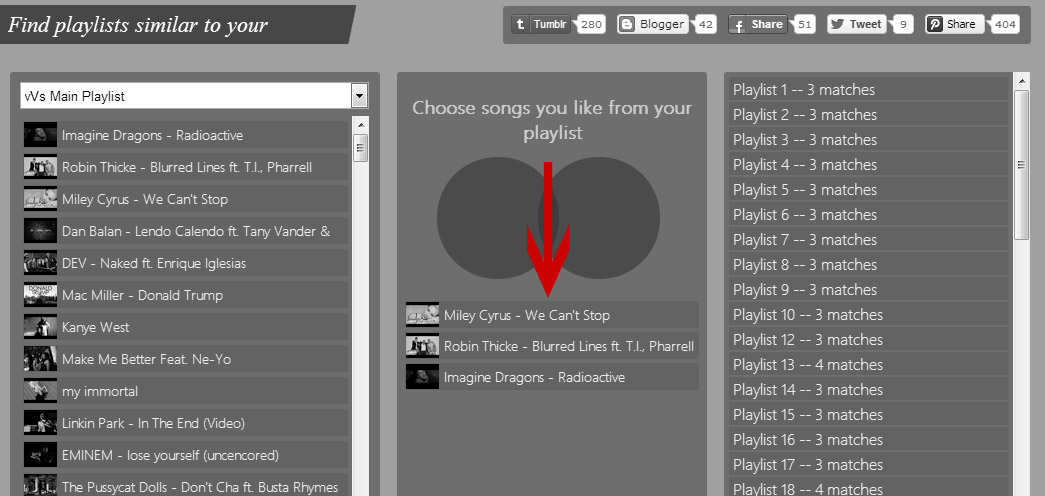 Find playlists similar to your
Tumblr 280 Blogger 42 Share 51 Tweet 9 Share 404
vVs Main Playlist
Imagine Dragons - Radioactive
Robin Thicke - Blurred Lines ft. T.I., Pharrell
Miley Cyrus - We Can't Stop
Dan Balan - Lendo Calendo ft. Tany Vander &
DEV - Naked ft. Enrique Iglesias
DONALD TRUMP
Mac Miller - Donald Trump
Kanye West
Make Me Better Feat. Ne-Yo
my immortal
Linkin Park - In The End (Video)
EMINEM - lose yourself (uncencored)
The Pussycat Dolls - Don't Cha ft. Busta Rhymes
Choose songs you like from your
playlist
Miley Cyrus - We Can't Stop
Robin Thicke - Blurred Lines ft. T.I., Pharrell
Imagine Dragons - Radioactive
Playlist 1 -- 3 matches
Playlist 2 -- 3 matches
Playlist 3 -- 3 matches
Playlist 4 -- 3 matches
Playlist 5 -- 3 matches
Playlist 6 -- 3 matches
Playlist 7 -- 3 matches
Playlist 8 -- 3 matches
Playlist 9 -- 3 matches
Playlist 10 -- 3 matches
Playlist 12 -- 3 matches
Playlist 13 -- 4 matches
Playlist 14 -- 3 matches
Playlist 15 -- 3 matches
Playlist 16 -- 3 matches
Playlist 17 -- 3 matches
Playlist 18 -- 4 matches